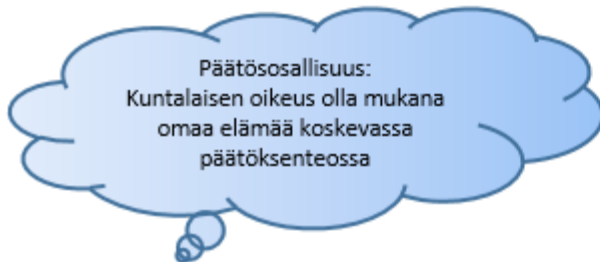 Päätösosallisuus:
Kuntalaisen oikeus olla mukana
omaa elämää koskevassa
päätöksenteossa